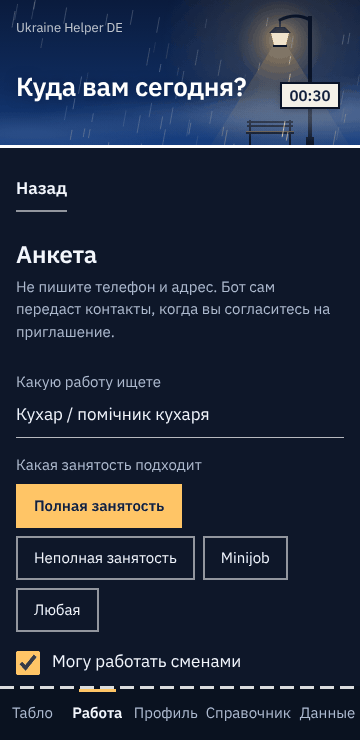 Ukraine Helper DE
Куда вам сегодня?
00:30
Назад
Анкета
Не пишите телефон и адрес. Бот сам
передаст контакты, когда вы согласитесь на
приглашение.
Какую работу ищете
Кухар / помічник кухаря
Какая занятость подходит
Полная занятость
Неполная занятость
Minijob
Любая
Могу работать сменами
Табло
Работа
Профиль
Справочник
Данные